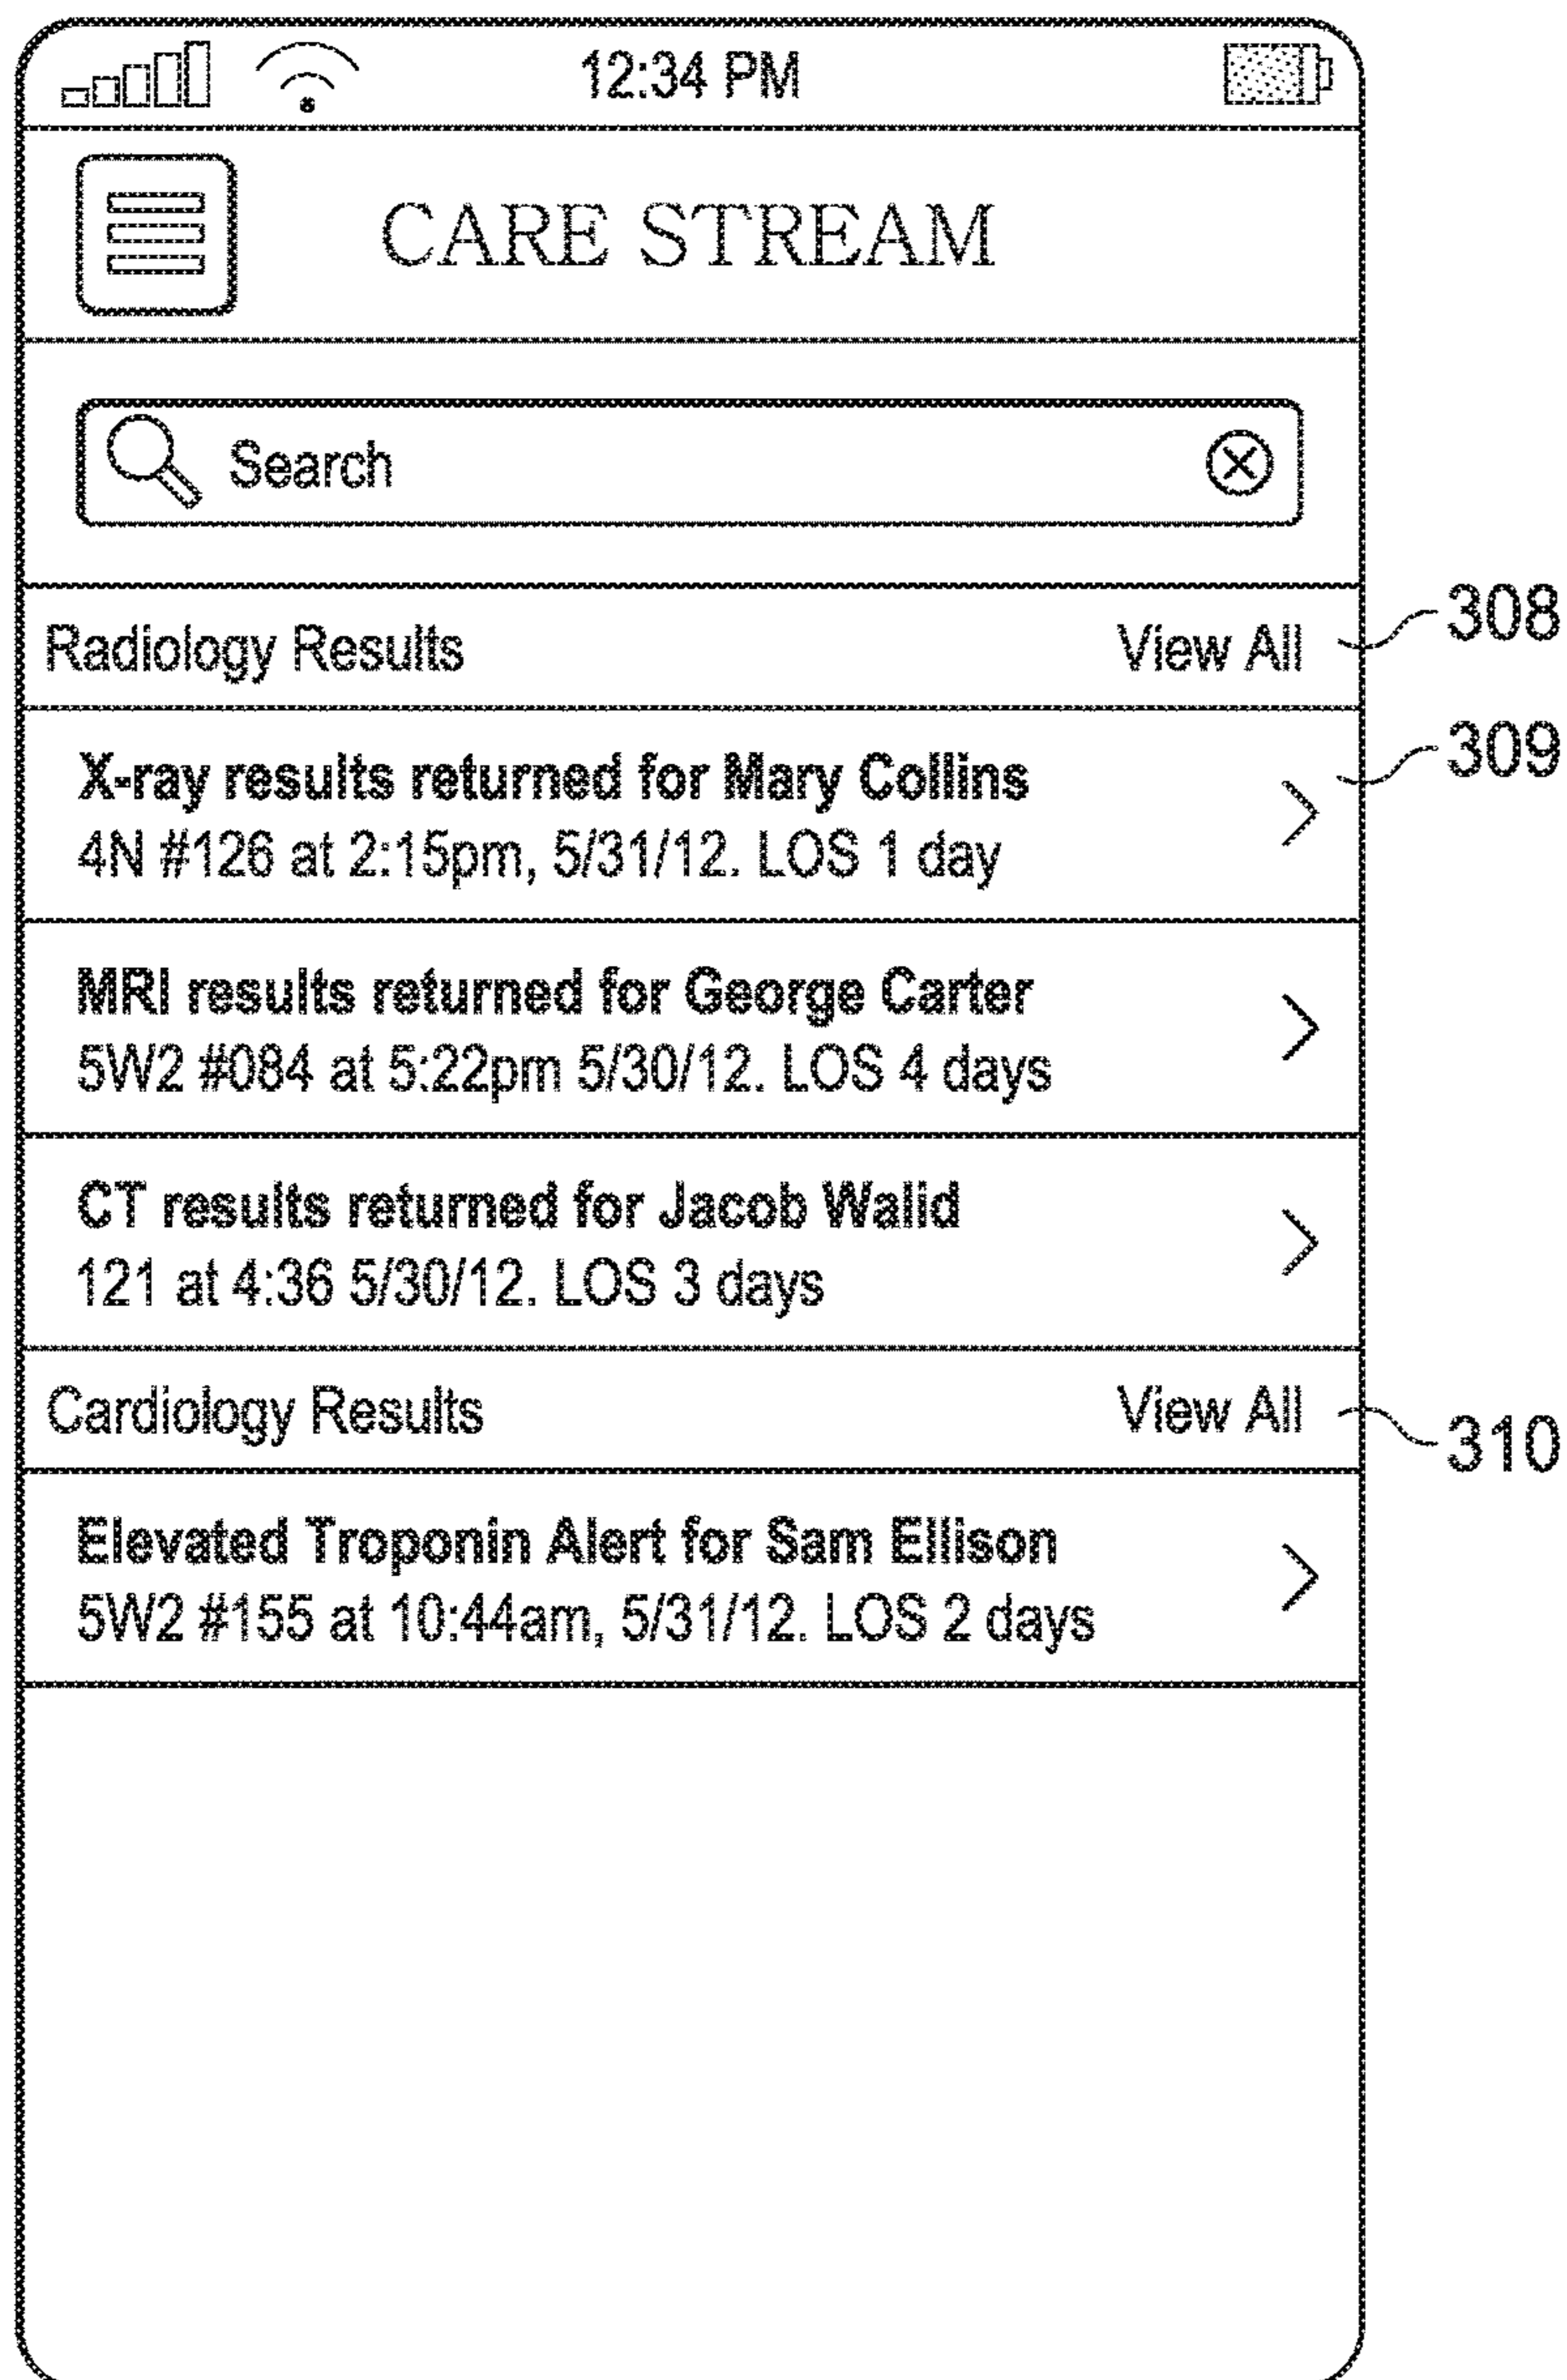 12:34 PM
CARE STREAM
Search
Radiology Results View All 308
X-ray results returned for Mary Collins 309
4N #126 at 2:15pm, 5/31/12. LOS 1 day
MRI results returned for George Carter
5W2 #084 at 5:22pm 5/30/12. LOS 4 days
CT results returned for Jacob Walid
121 at 4:36 5/30/12. LOS 3 days
Cardiology Results View All 310
Elevated Troponin Alert for Sam Ellison
5W2 #155 at 10:44am, 5/31/12. LOS 2 days